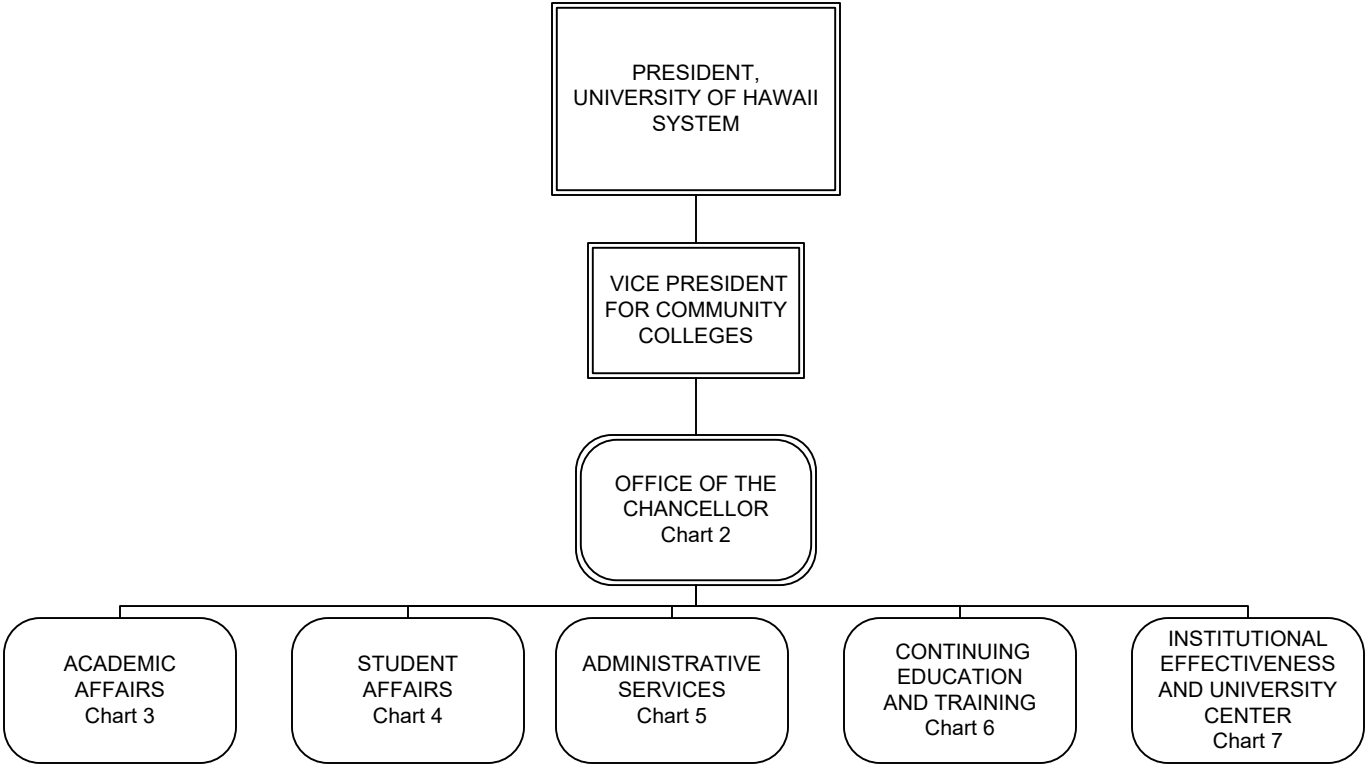 PRESIDENT,
UNIVERSITY OF HAWAII
SYSTEM
VICE PRESIDENT
FOR COMMUNITY
COLLEGES
OFFICE OF THE
CHANCELLOR
Chart 2
ACADEMIC
AFFAIRS
Chart 3
STUDENT
AFFAIRS
Chart 4
ADMINISTRATIVE
SERVICES
Chart 5
CONTINUING
EDUCATION
AND TRAINING
Chart 6
INSTITUTIONAL
EFFECTIVENESS
AND UNIVERSITY
CENTER
Chart 7